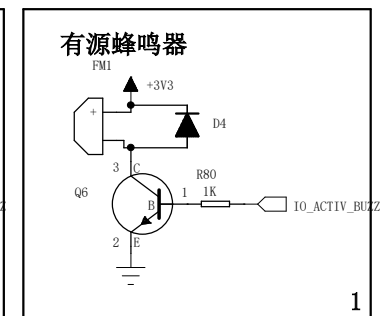 有源蜂鸣器
FM1
+3V3
+
D4
3 C
R80
Q6
B 1 1K
IO_ACTIV_BUZZ
Z
2 E
1